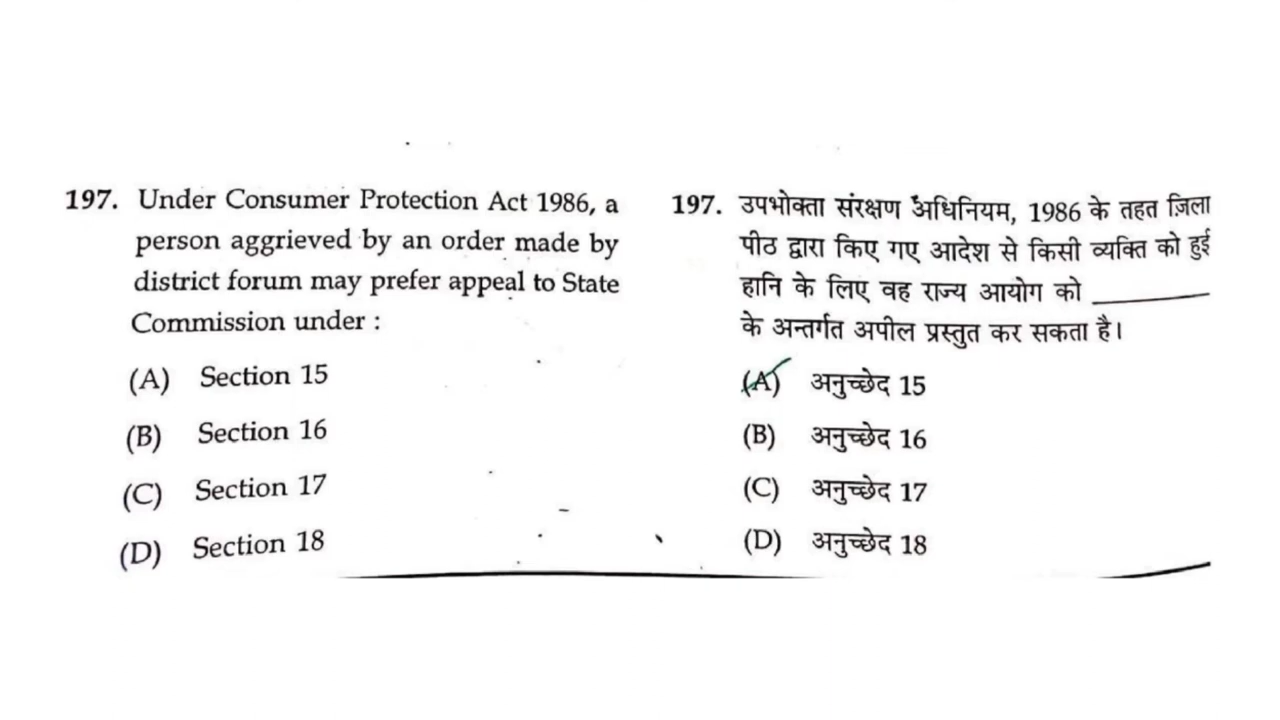 197. Under Consumer Protection Act 1986, a
person aggrieved by an order made by
district forum may prefer appeal to State
Commission under :
(A) Section 15
(B) Section 16
(C) Section 17
(D) Section 18
197. उपभोक्ता संरक्षण अधिनियम, 1986 के तहत ज़िला
पीठ द्वारा किए गए आदेश से किसी व्यक्ति को हुई
हानि के लिए वह राज्य आयोग को ________
के अन्तर्गत अपील प्रस्तुत कर सकता है।
(A) अनुच्छेद 15
(B) अनुच्छेद 16
(C) अनुच्छेद 17
(D) अनुच्छेद 18